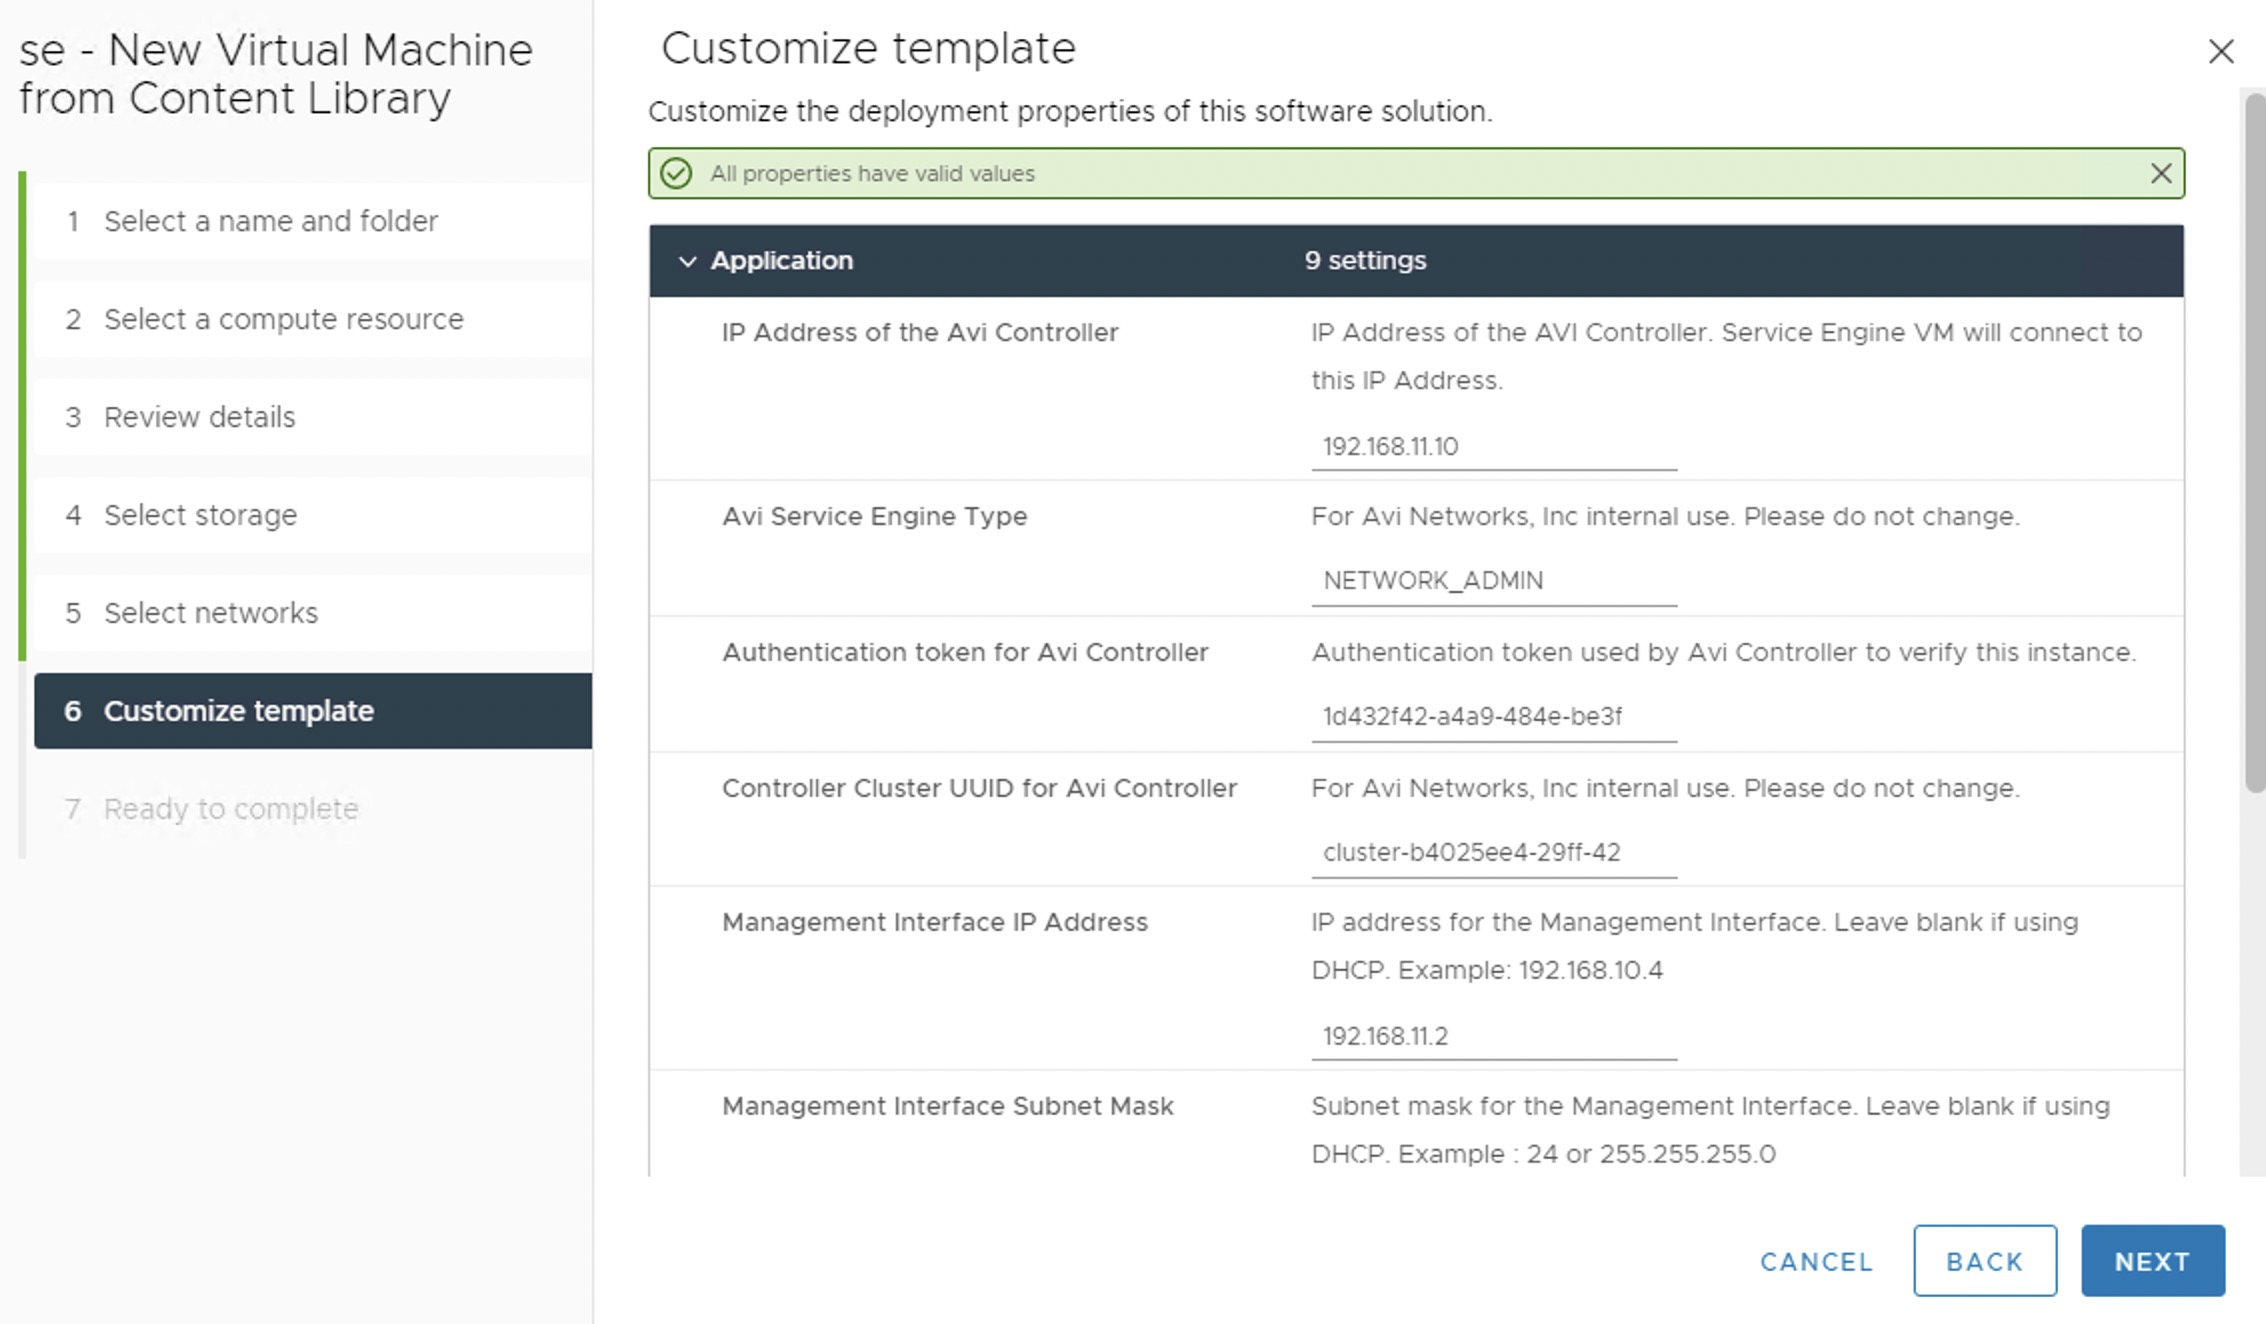 se - New Virtual Machine
from Content Library
1 Select a name and folder
2 Select a compute resource
3 Review details
4 Select storage
5 Select networks
6 Customize template
7 Ready to complete
Customize template
Customize the deployment properties of this software solution.
All properties have valid values
Application 9 settings
IP Address of the Avi Controller
IP Address of the AVI Controller. Service Engine VM will connect to
this IP Address.
192.168.11.10
Avi Service Engine Type
For Avi Networks, Inc internal use. Please do not change.
NETWORK_ADMIN
Authentication token for Avi Controller
Authentication token used by Avi Controller to verify this instance.
1d432f42-a4a9-484e-be3f
Controller Cluster UUID for Avi Controller
For Avi Networks, Inc internal use. Please do not change.
cluster-b4025ee4-29ff-42
Management Interface IP Address
IP address for the Management Interface. Leave blank if using
DHCP. Example: 192.168.10.4
192.168.11.2
Management Interface Subnet Mask
Subnet mask for the Management Interface. Leave blank if using
DHCP. Example : 24 or 255.255.255.0
CANCEL
BACK
NEXT